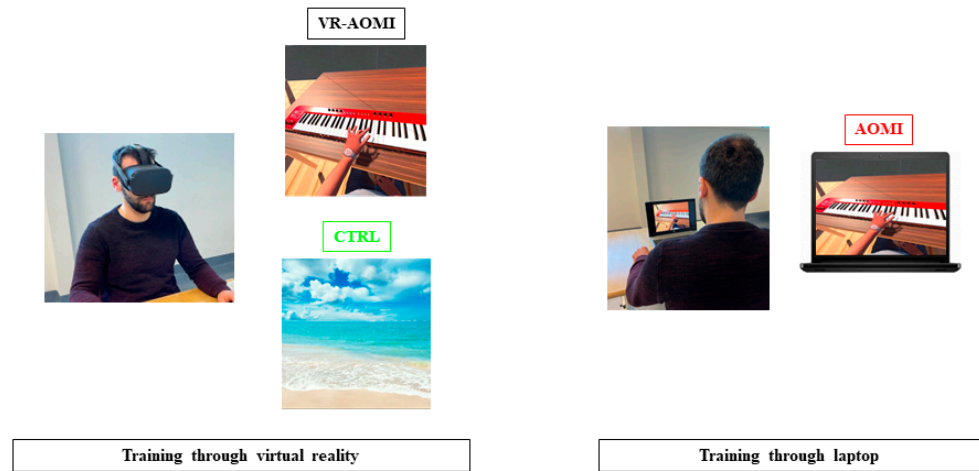 VR-AOMI
CTRL
AOMI
Training through virtual reality
Training through laptop